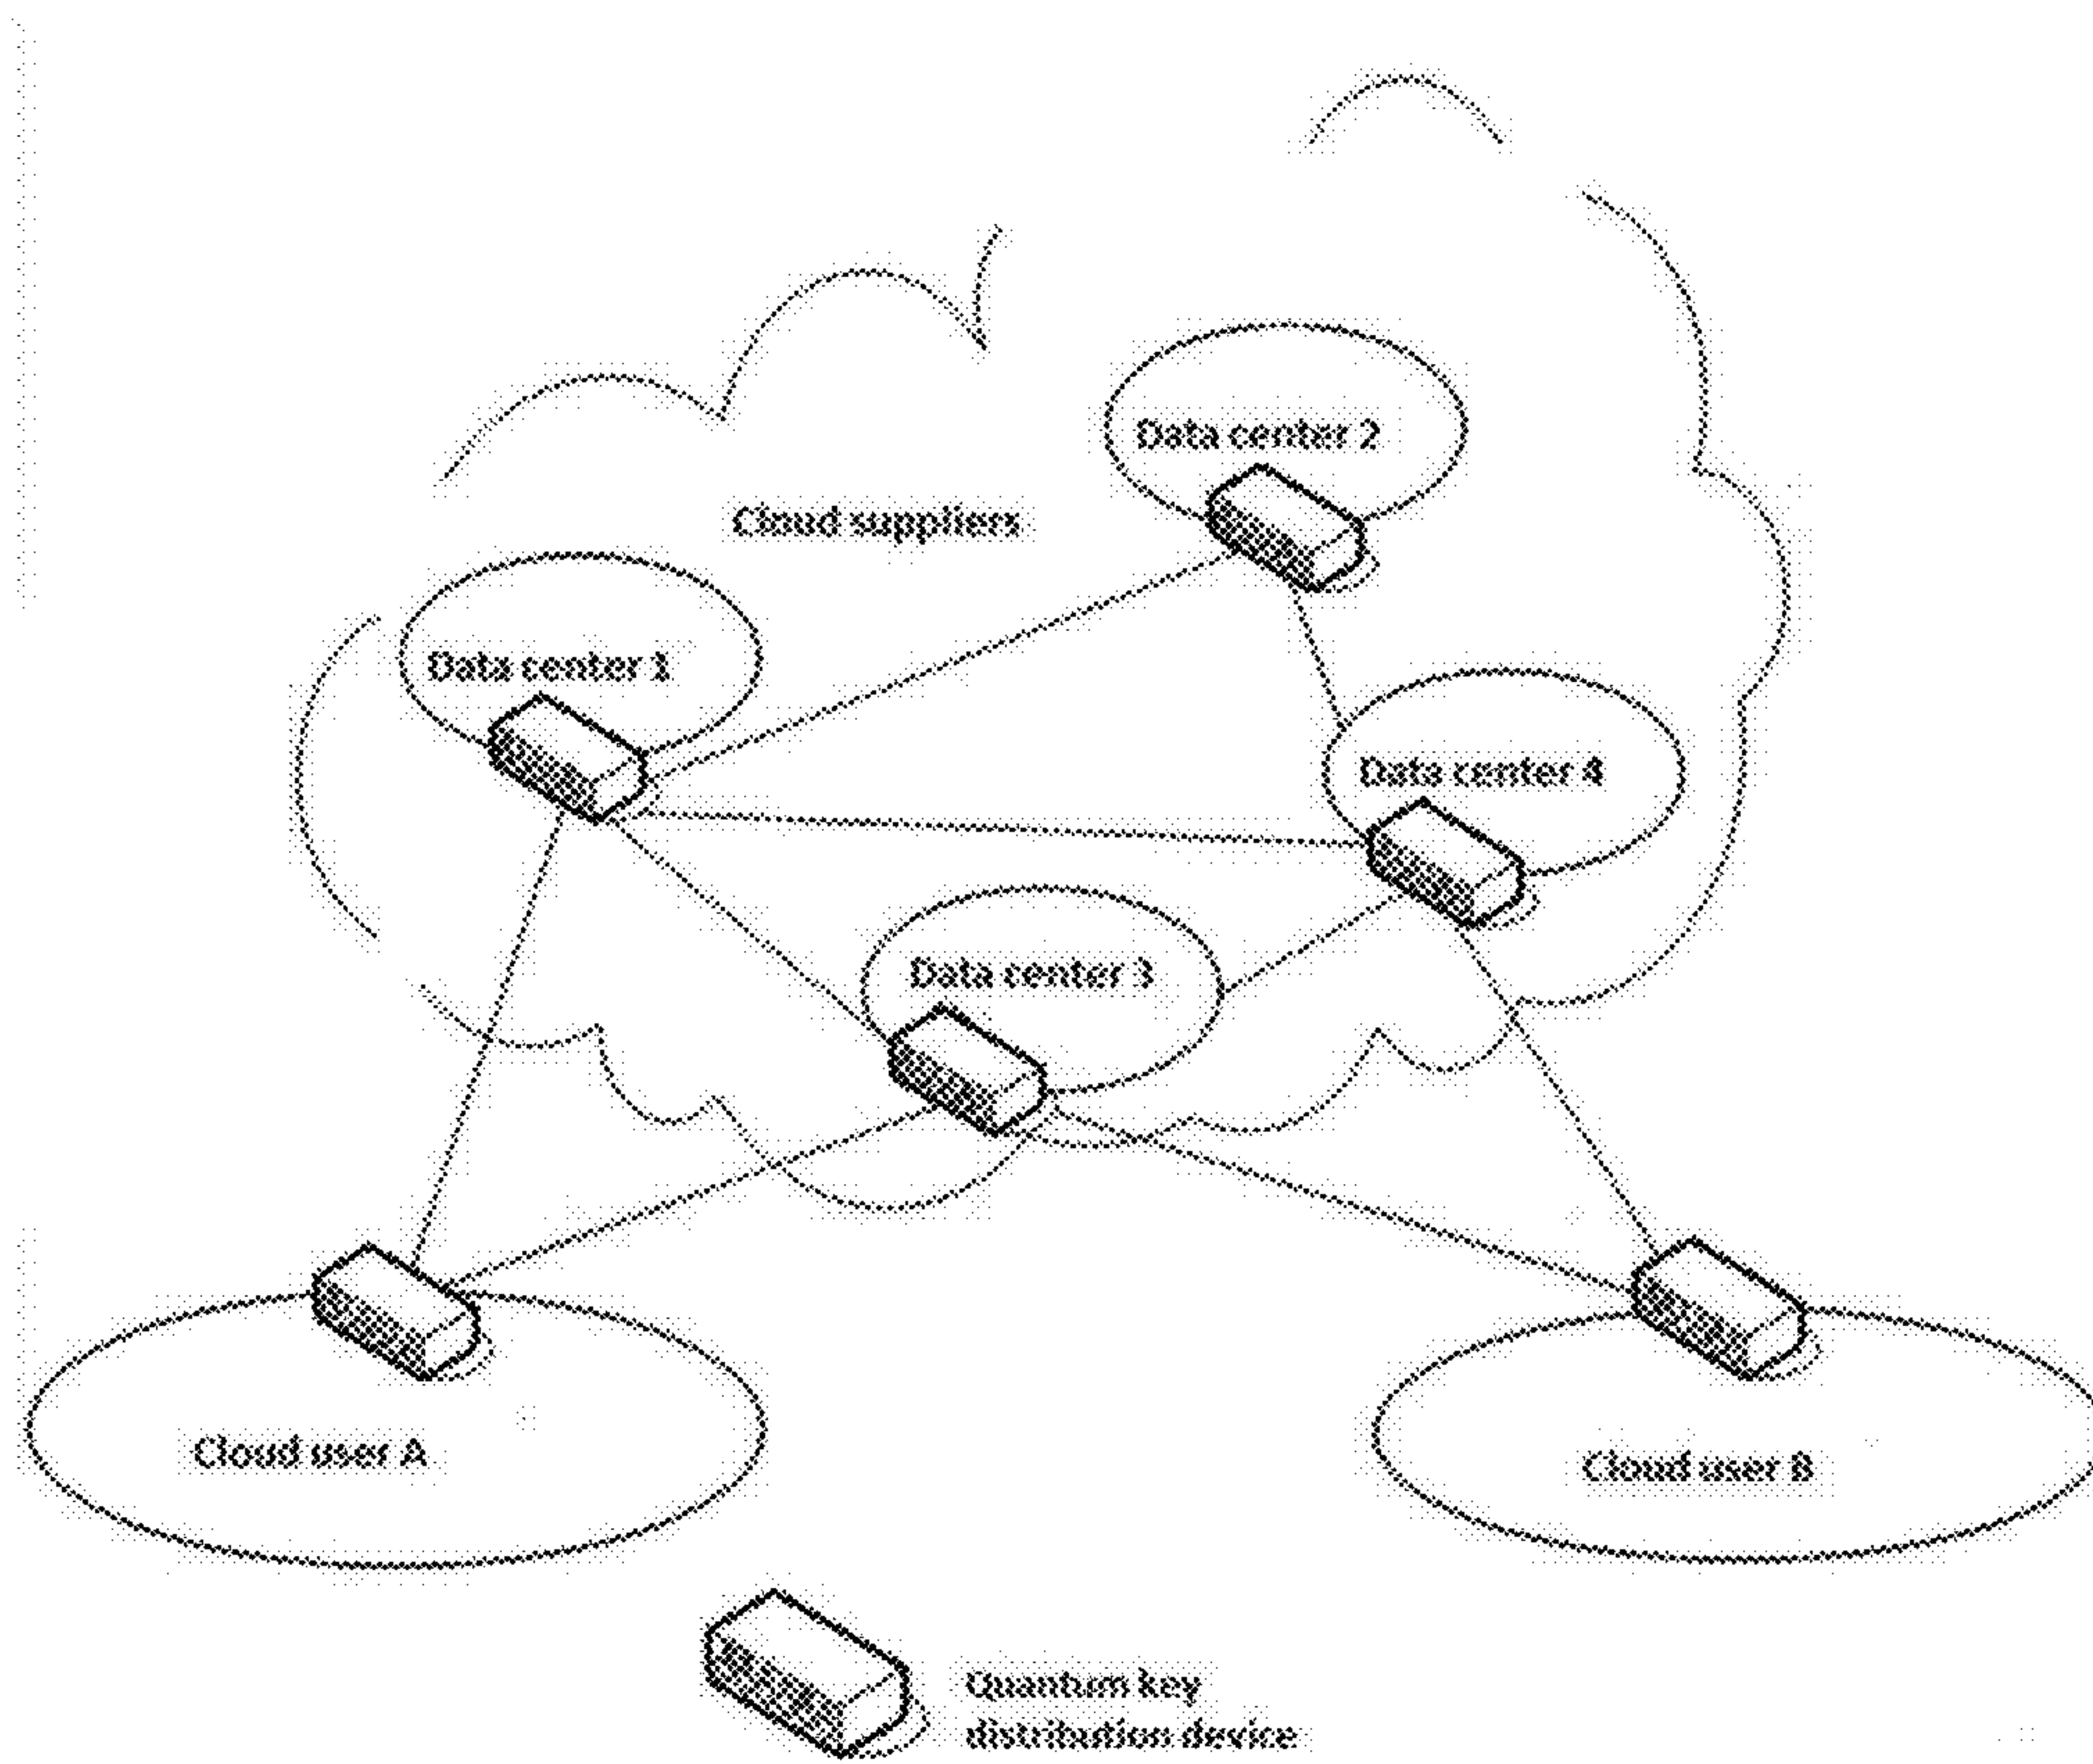 Data center 2
Cloud suppliers
Data center 1
Data center 4
Data center 3
Cloud user A
Cloud user B
Quantum key
distribution device